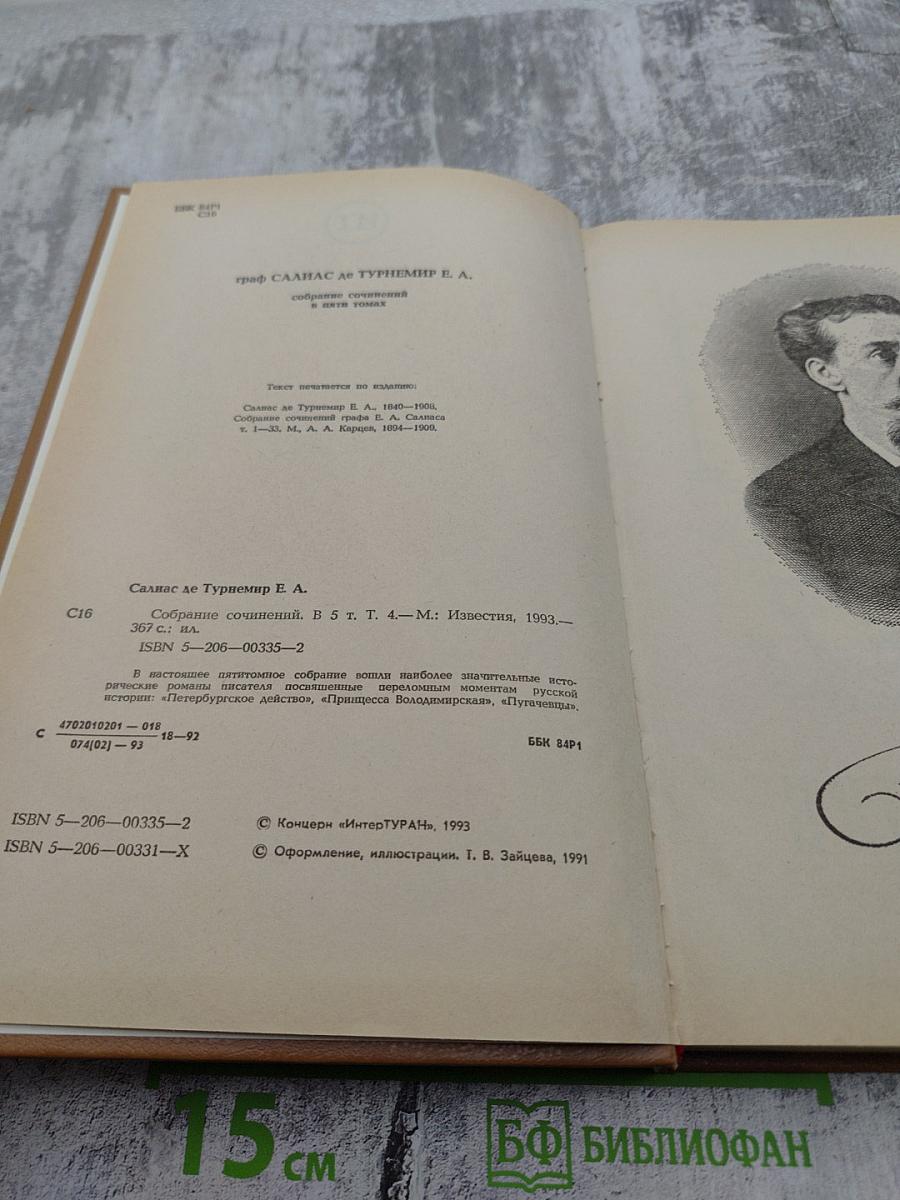 ББК 84Р1
С16
граф САЛИАС де ТУРНЕМИР Е. А.
собрание сочинений
в пяти томах
Текст печатается по изданию:
Салиас де Турнемир Е. А., 1840—1908,
Собрание сочинений графа Е. А. Салиаса
т. 1—33. М., А. А. Карцев, 1894—1909.
Салиас де Турнемир Е. А.
С16 Собрание сочинений. В 5 т. Т. 4.— М.: Известия, 1993.—
367 с.: ил.
ISBN 5—206—00335—2
В настоящее пятитомное собрание вошли наиболее значительные исто-
рические романы писателя посвященные переломным моментам русской
истории: «Петербургское действо», «Принцесса Володимирская», «Пугачевцы».
С 4702010201 — 018
074(02) — 93 18—92
ББК 84Р1
ISBN 5—206—00335—2 © Концерн «ИнтерТУРАН», 1993
ISBN 5—206—00331—X © Оформление, иллюстрации. Т. В. Зайцева, 1991
15 см
БФ БИБЛИОФАН